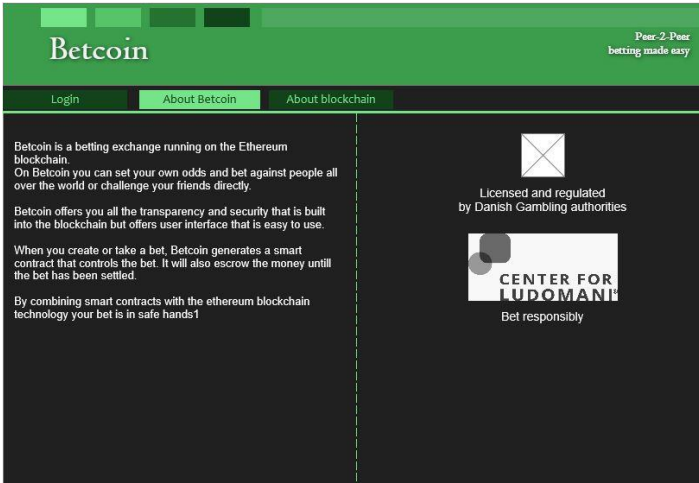 Betcoin
Peer-2-Peer
betting made easy
Login
About Betcoin
About blockchain
Betcoin is a betting exchange running on the Ethereum
blockchain.
On Betcoin you can set your own odds and bet against people all
over the world or challenge your friends directly.
Betcoin offers you all the transparency and security that is built
into the blockchain but offers user interface that is easy to use.
When you create or take a bet, Betcoin generates a smart
contract that controls the bet. It will also escrow the money untill
the bet has been settled.
By combining smart contracts with the ethereum blockchain
technology your bet is in safe hands1
Licensed and regulated
by Danish Gambling authorities
CENTER FOR
LUDOMANI®
Bet responsibly